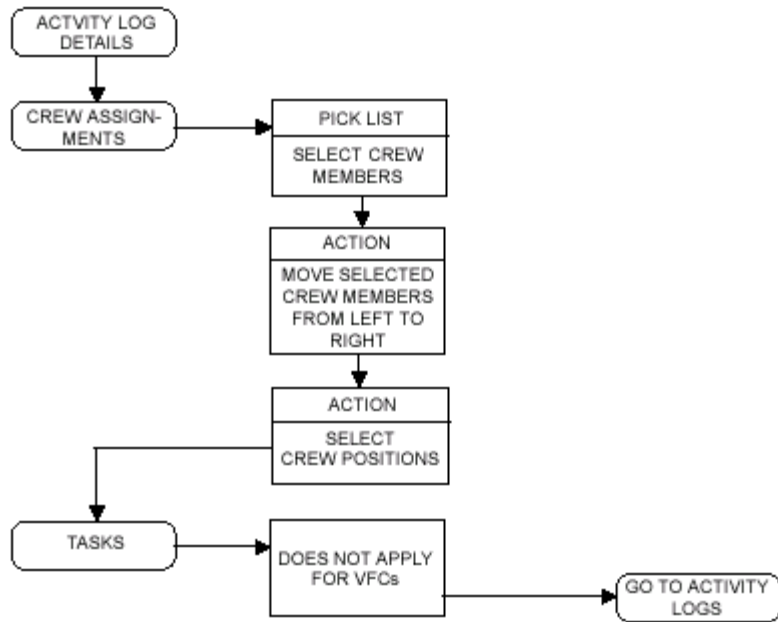 ACTVITY LOG
DETAILS
CREW ASSIGN-
MENTS
PICK LIST
SELECT CREW
MEMBERS
ACTION
MOVE SELECTED
CREW MEMBERS
FROM LEFT TO
RIGHT
ACTION
SELECT
CREW POSITIONS
TASKS
DOES NOT APPLY
FOR VFCs
GO TO ACTIVITY
LOGS